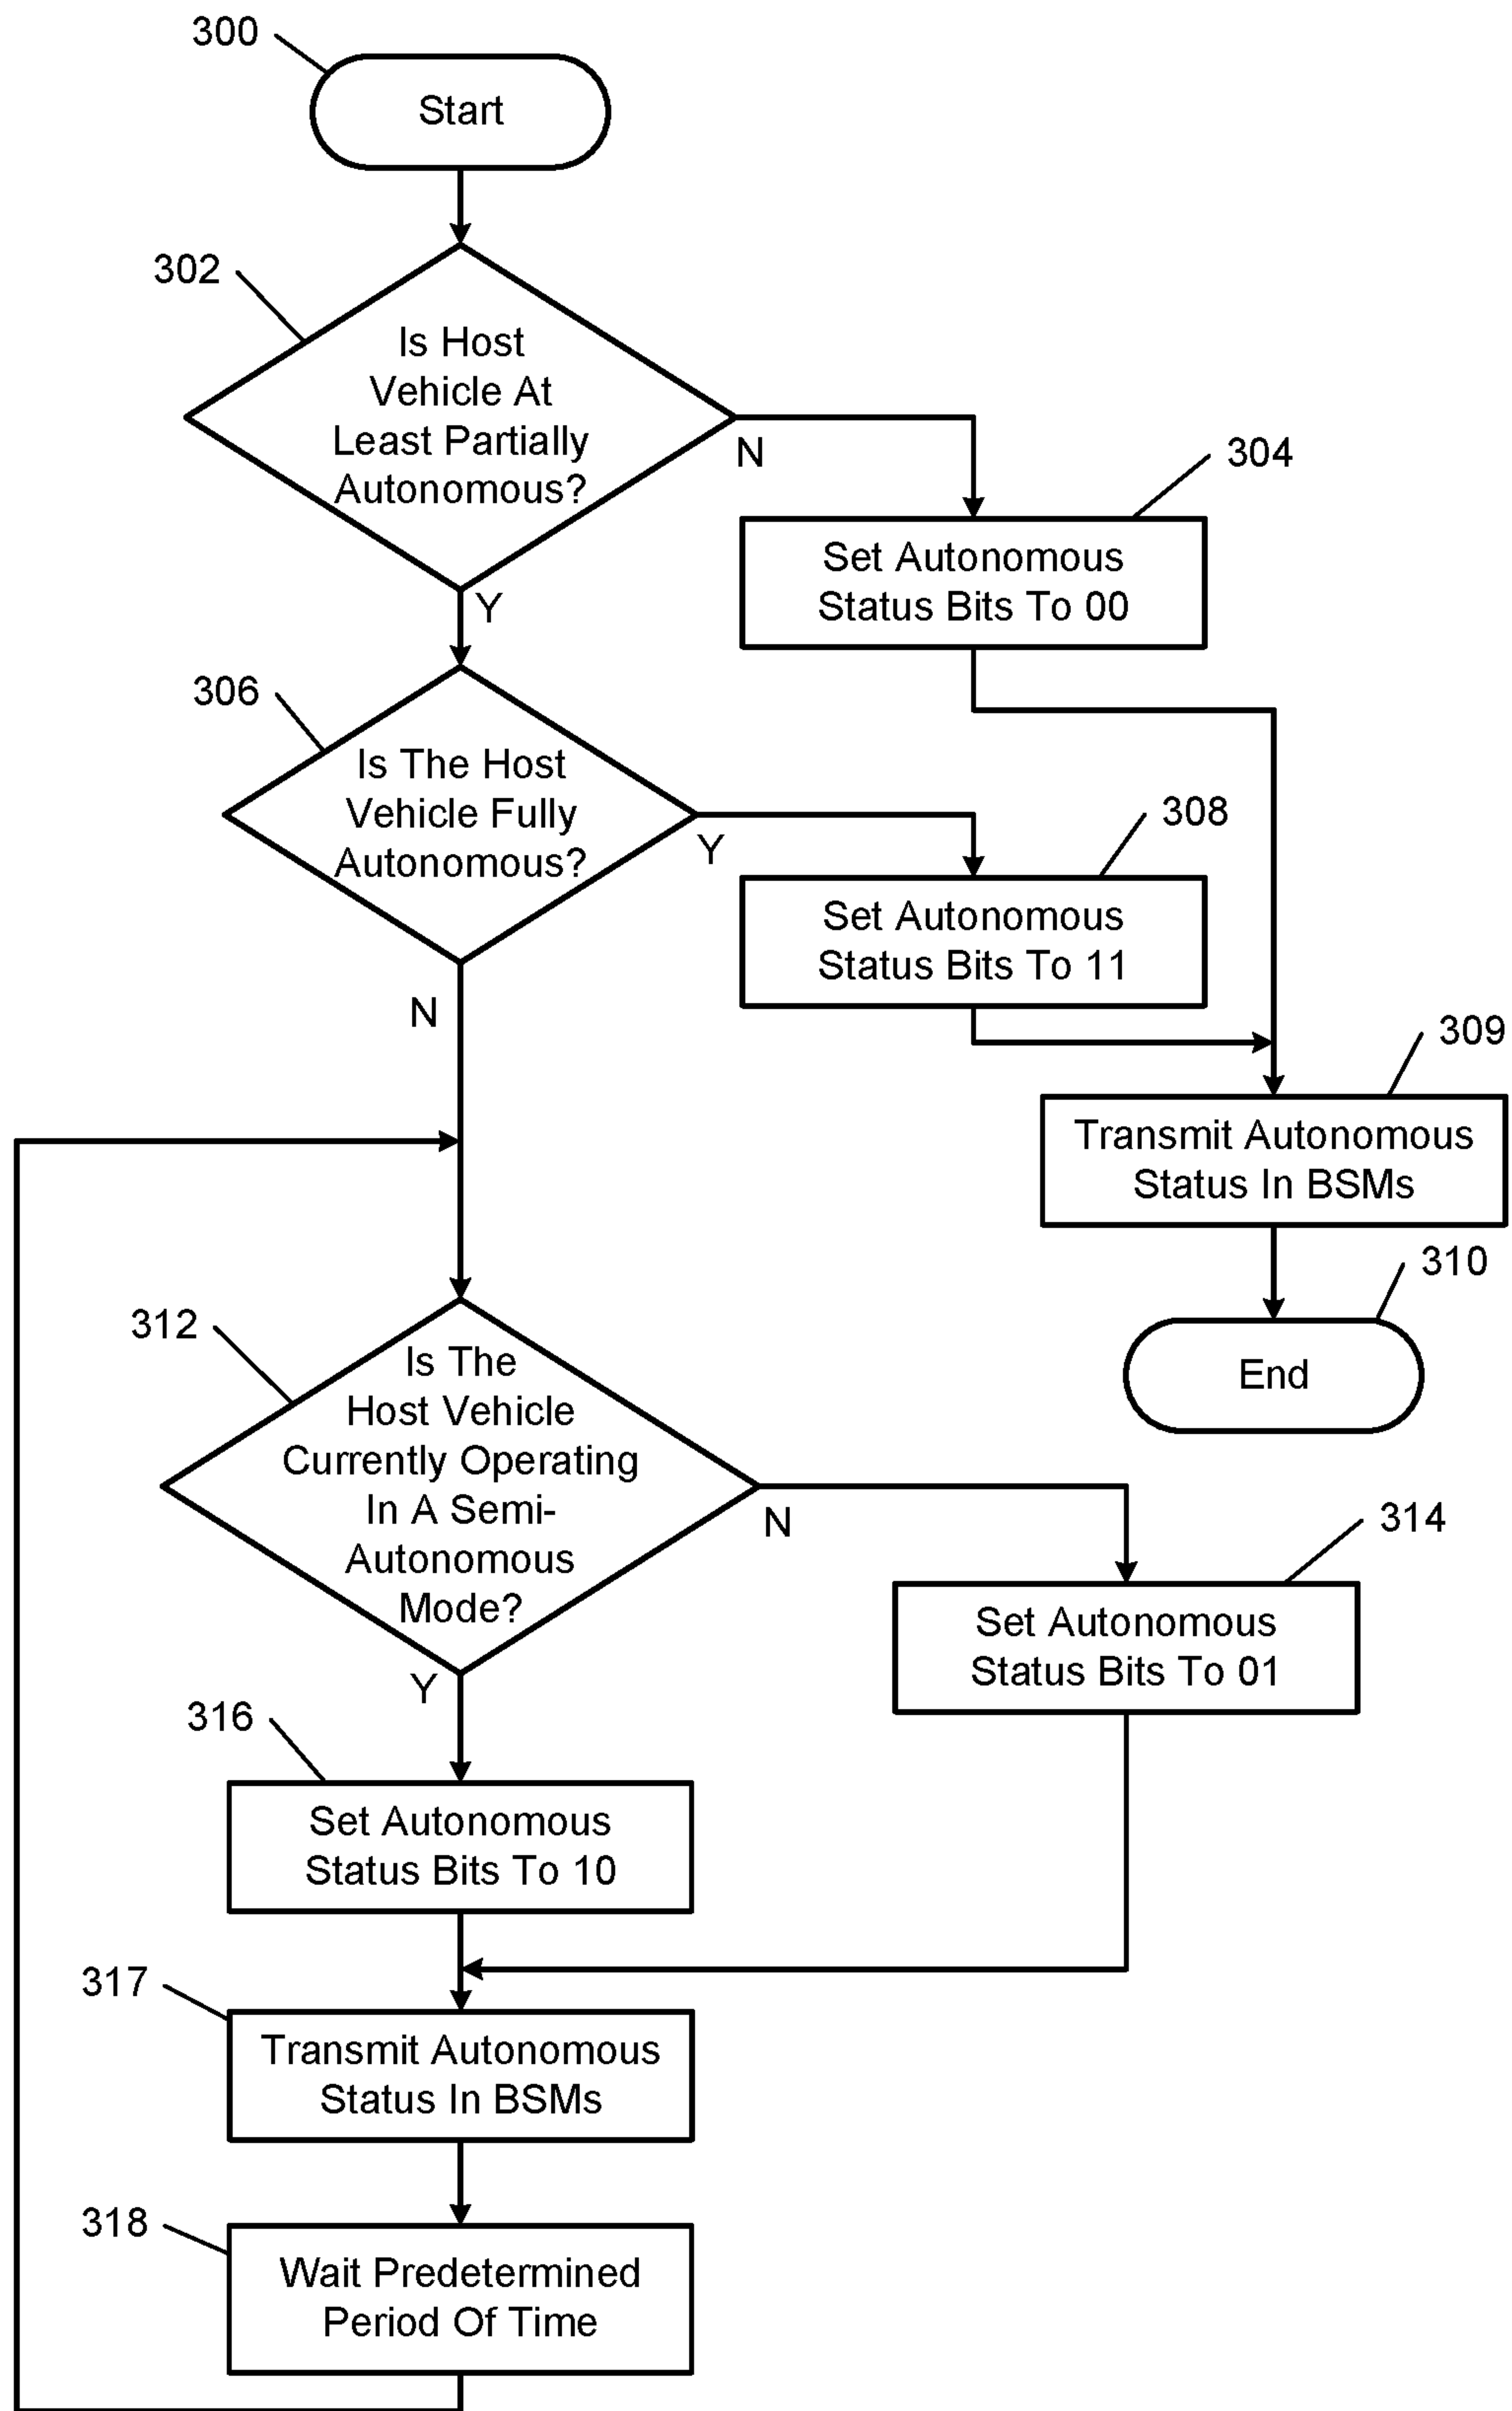 300
Start
302
Is Host
Vehicle At
Least Partially
Autonomous?
N
304
Set Autonomous
Status Bits To 00
Y
306
Is The Host
Vehicle Fully
Autonomous?
Y
308
Set Autonomous
Status Bits To 11
N
309
Transmit Autonomous
Status In BSMs
310
End
312
Is The
Host Vehicle
Currently Operating
In A Semi-
Autonomous
Mode?
N
314
Set Autonomous
Status Bits To 01
Y
316
Set Autonomous
Status Bits To 10
317
Transmit Autonomous
Status In BSMs
318
Wait Predetermined
Period Of Time